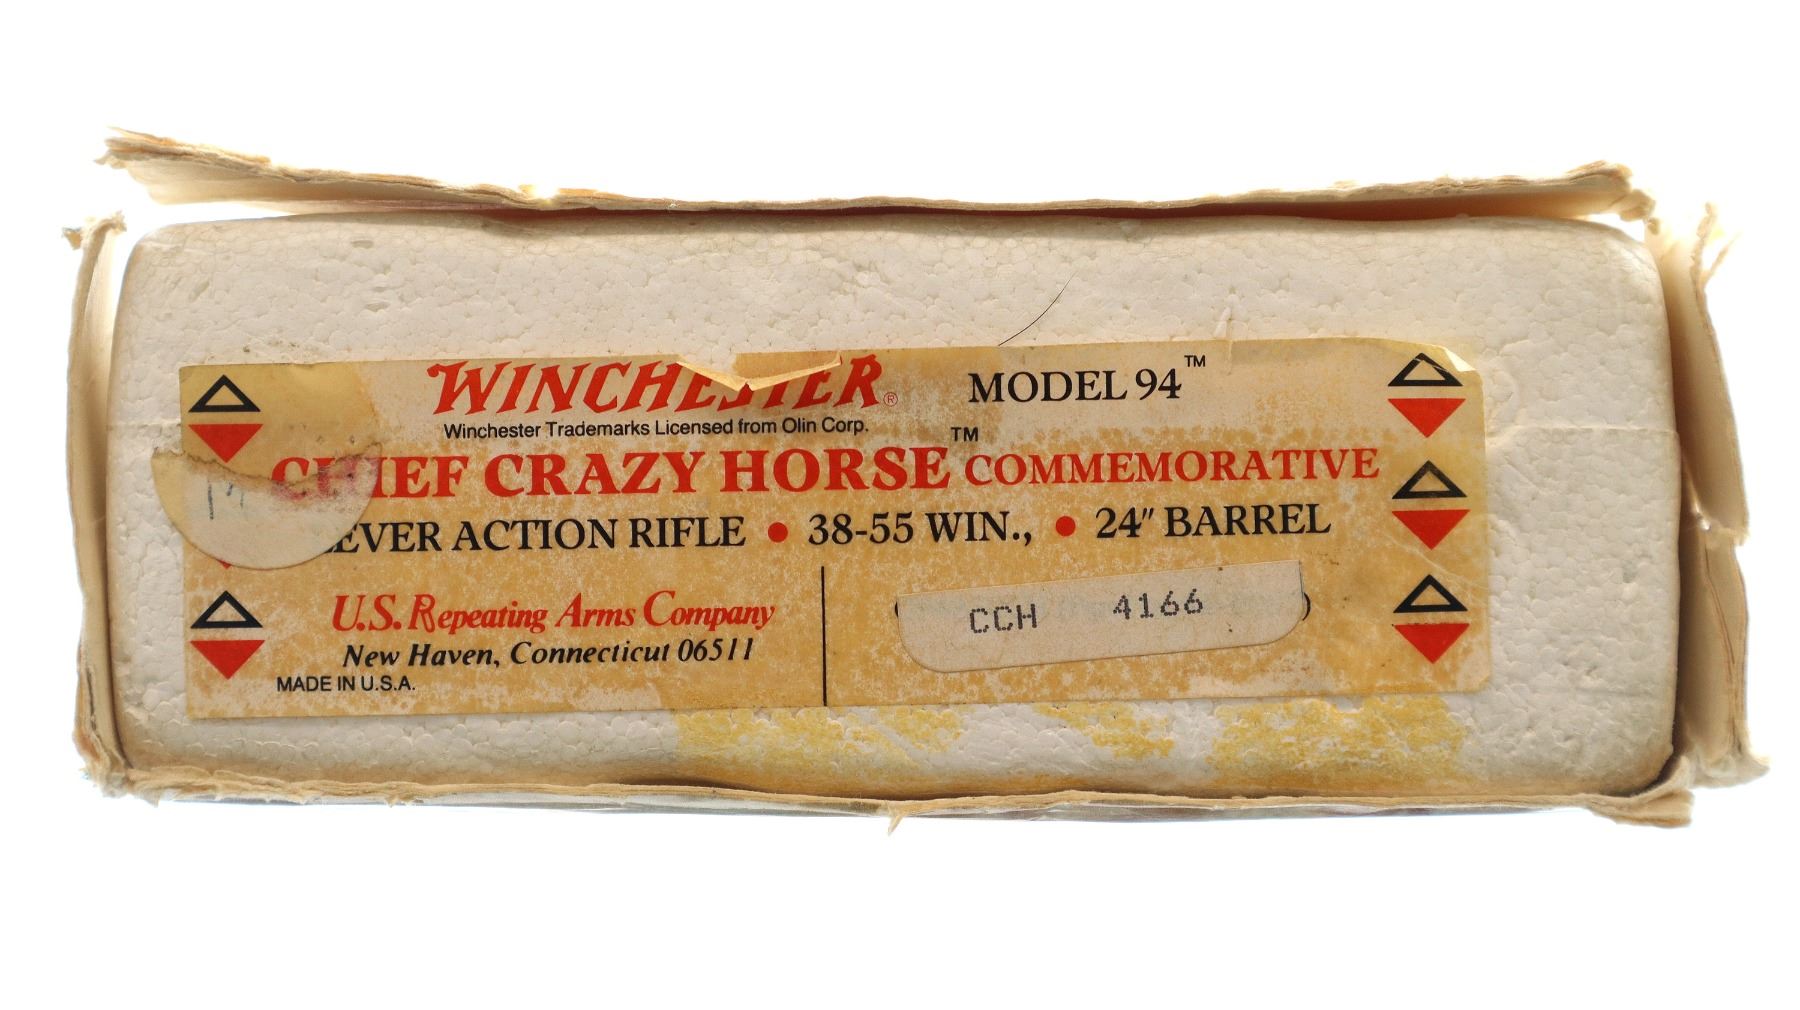 WINCHESTER® MODEL 94™
Winchester Trademarks Licensed from Olin Corp.
CHIEF CRAZY HORSE™ COMMEMORATIVE
LEVER ACTION RIFLE • 38-55 WIN., • 24" BARREL
U.S. Repeating Arms Company
New Haven, Connecticut 06511
MADE IN U.S.A.
CCH 4166